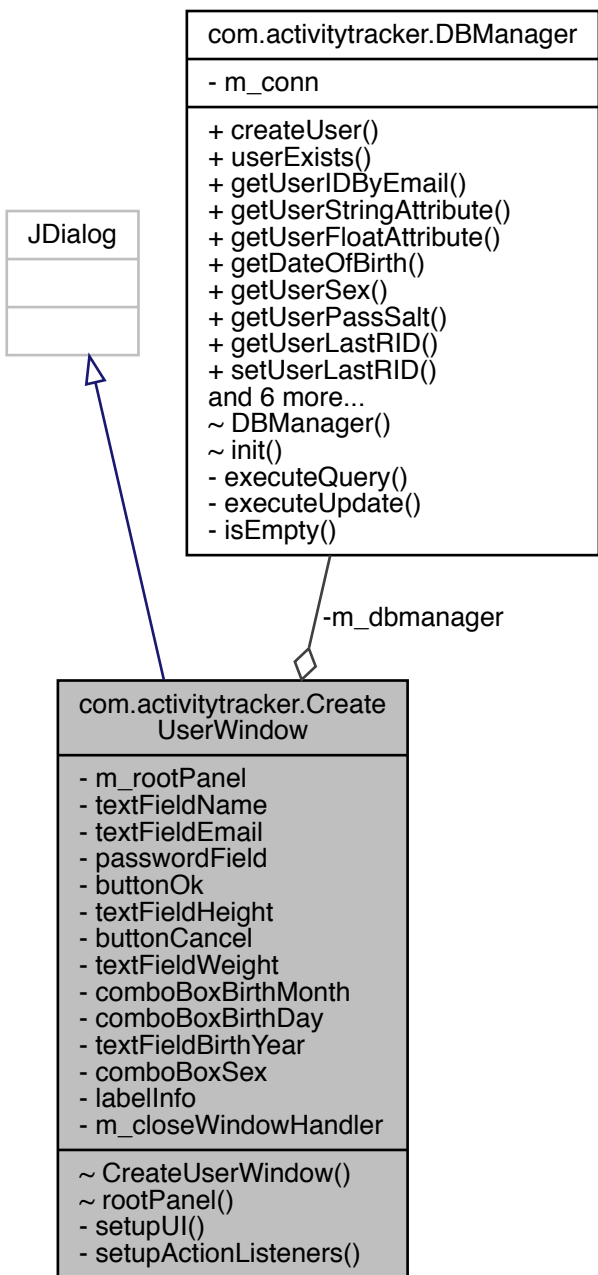 com.activitytracker.DBManager
- m_conn
+ createUser()
+ userExists()
+ getUserIDByEmail()
+ getUserStringAttribute()
+ getUserFloatAttribute()
+ getDateOfBirth()
+ getUserSex()
+ getUserPassSalt()
+ getUserLastRID()
+ setUserLastRID()
and 6 more...
~ DBManager()
~ init()
- executeQuery()
- executeUpdate()
- isEmpty()
JDialog
-m_dbmanager
com.activitytracker.Create
UserWindow
- m_rootPanel
- textFieldName
- textFieldEmail
- passwordField
- buttonOk
- textFieldHeight
- buttonCancel
- textFieldWeight
- comboBoxBirthMonth
- comboBoxBirthDay
- textFieldBirthYear
- comboBoxSex
- labelInfo
- m_closeWindowHandler
~ CreateUserWindow()
~ rootPanel()
- setupUI()
- setupActionListeners()